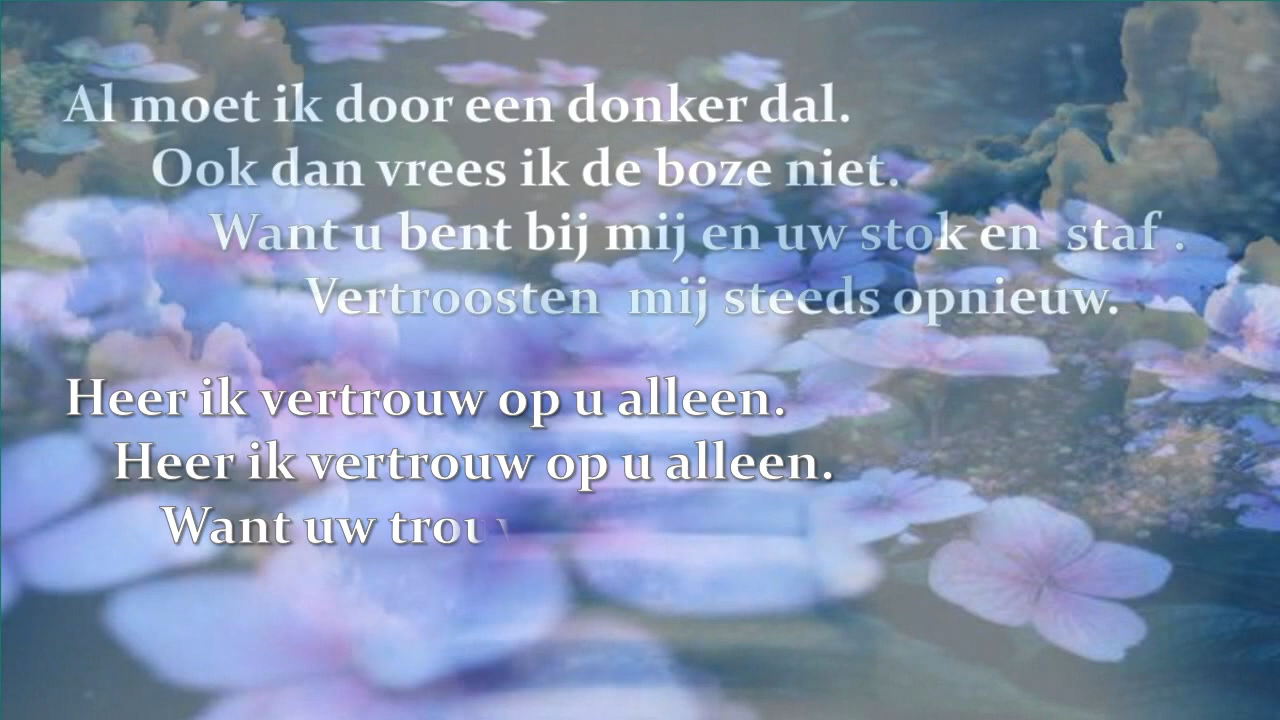 Al moet ik door een donker dal.
Ook dan vrees ik de boze niet.
Want u bent bij mij en uw stok en staf .
Vertroosten mij steeds opnieuw.
Heer ik vertrouw op u alleen.
Heer ik vertrouw op u alleen.
Want uw